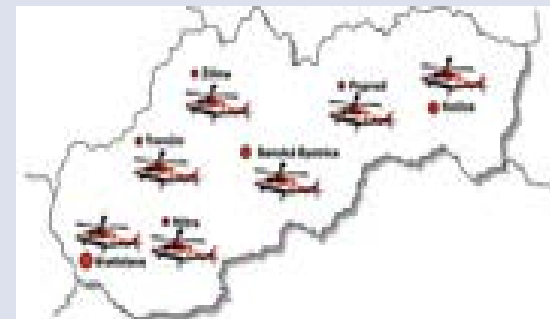 Žilina
Poprad
Košice
Trenčín
Banská Bystrica
Nitra
Bratislava